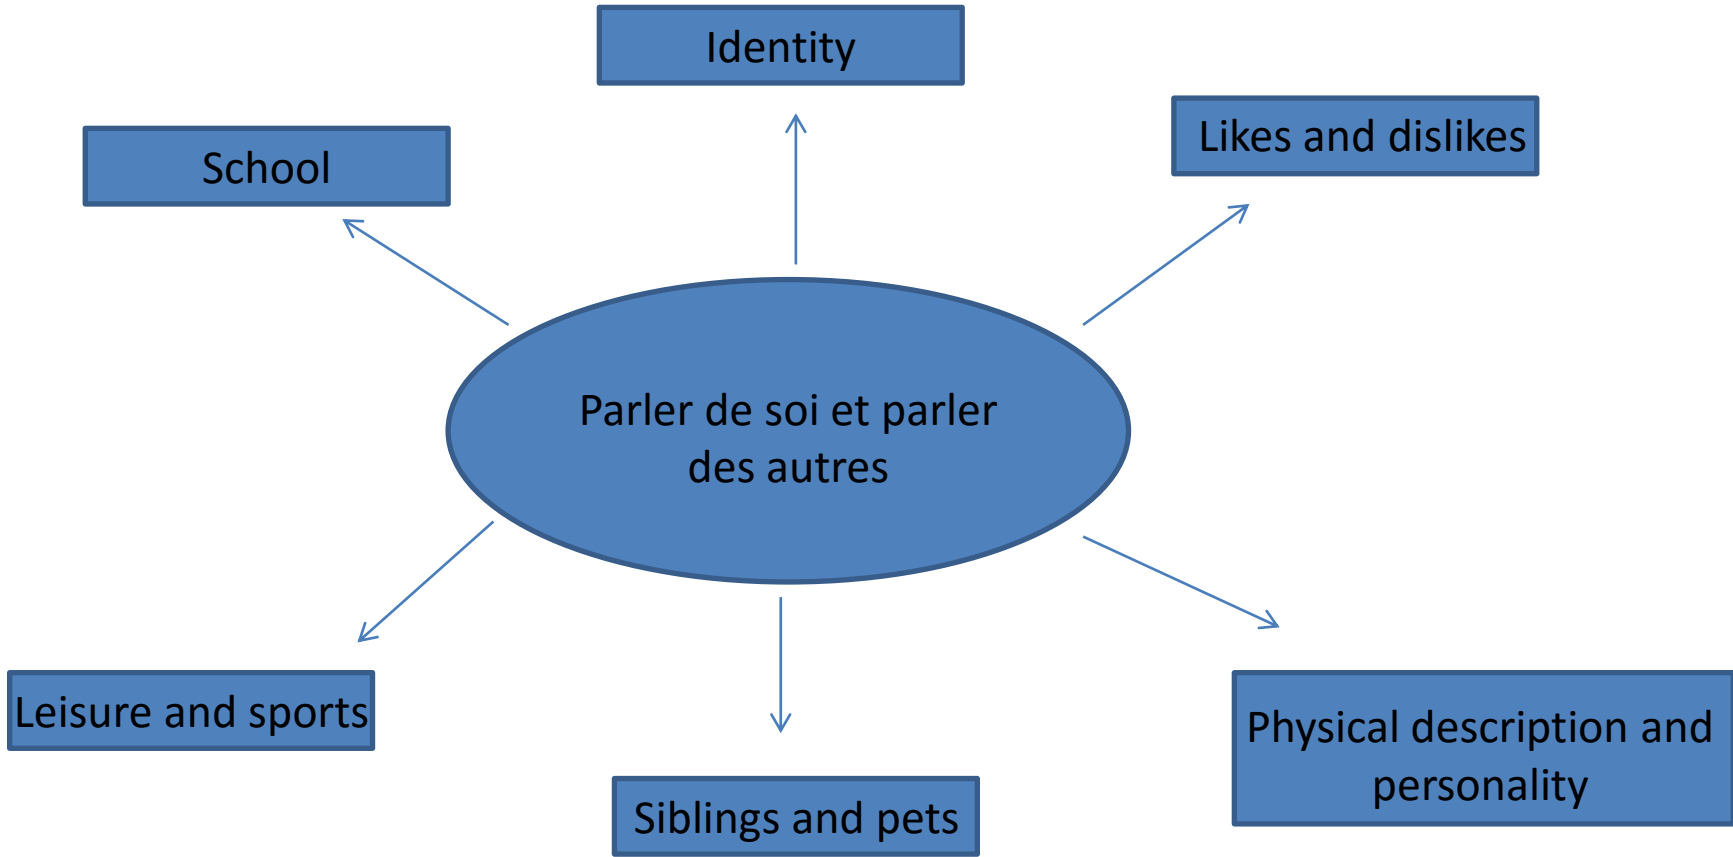 Identity
Likes and dislikes
School
Parler de soi et parler
des autres
Leisure and sports
Physical description and
personality
Siblings and pets